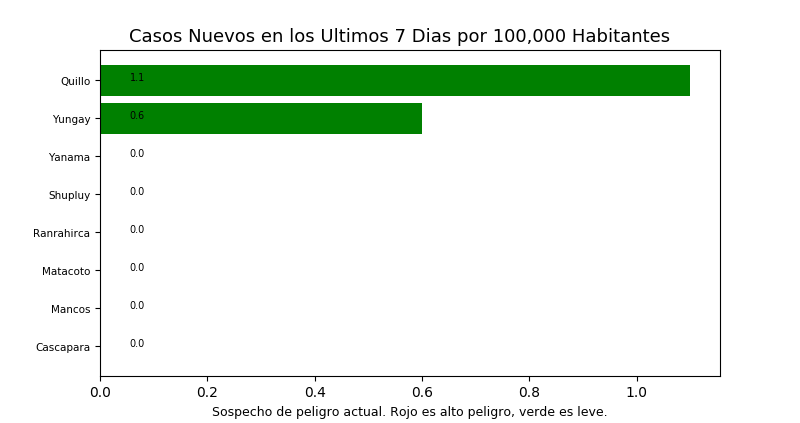 Casos Nuevos en los Ultimos 7 Dias por 100,000 Habitantes
Quillo 1.1
Yungay 0.6
Yanama 0.0
Shupluy 0.0
Ranrahirca 0.0
Matacoto 0.0
Mancos 0.0
Cascapara 0.0
0.0 0.2 0.4 0.6 0.8 1.0
Sospecho de peligro actual. Rojo es alto peligro, verde es leve.